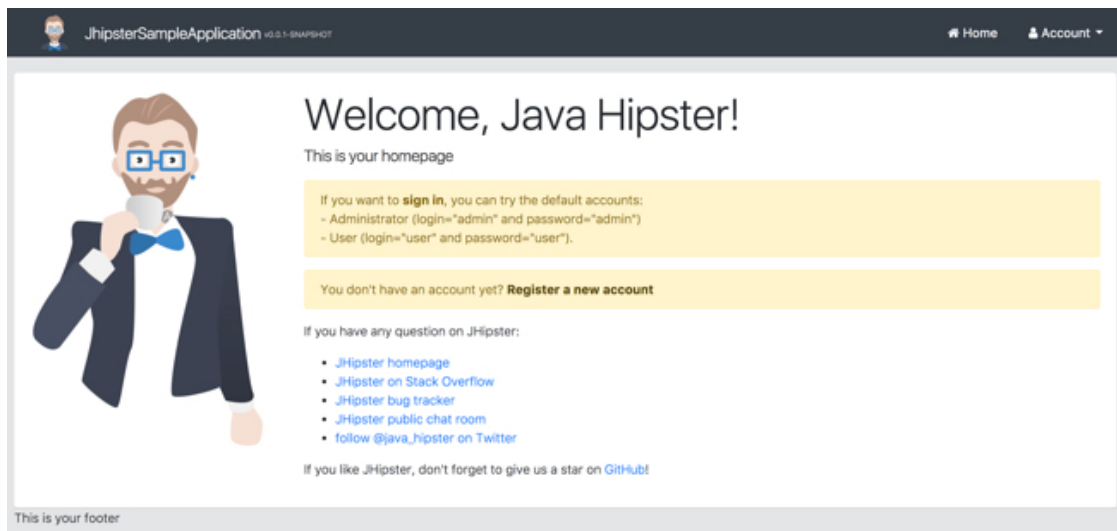 JhipsterSampleApplication v0.0.1-SNAPSHOT
Home
Account
Welcome, Java Hipster!
This is your homepage
If you want to sign in, you can try the default accounts:
- Administrator (login="admin" and password="admin")
- User (login="user" and password="user").
You don't have an account yet? Register a new account
If you have any question on JHipster:
• JHipster homepage
• JHipster on Stack Overflow
• JHipster bug tracker
• JHipster public chat room
• follow @java_hipster on Twitter
If you like JHipster, don't forget to give us a star on GitHub!
This is your footer